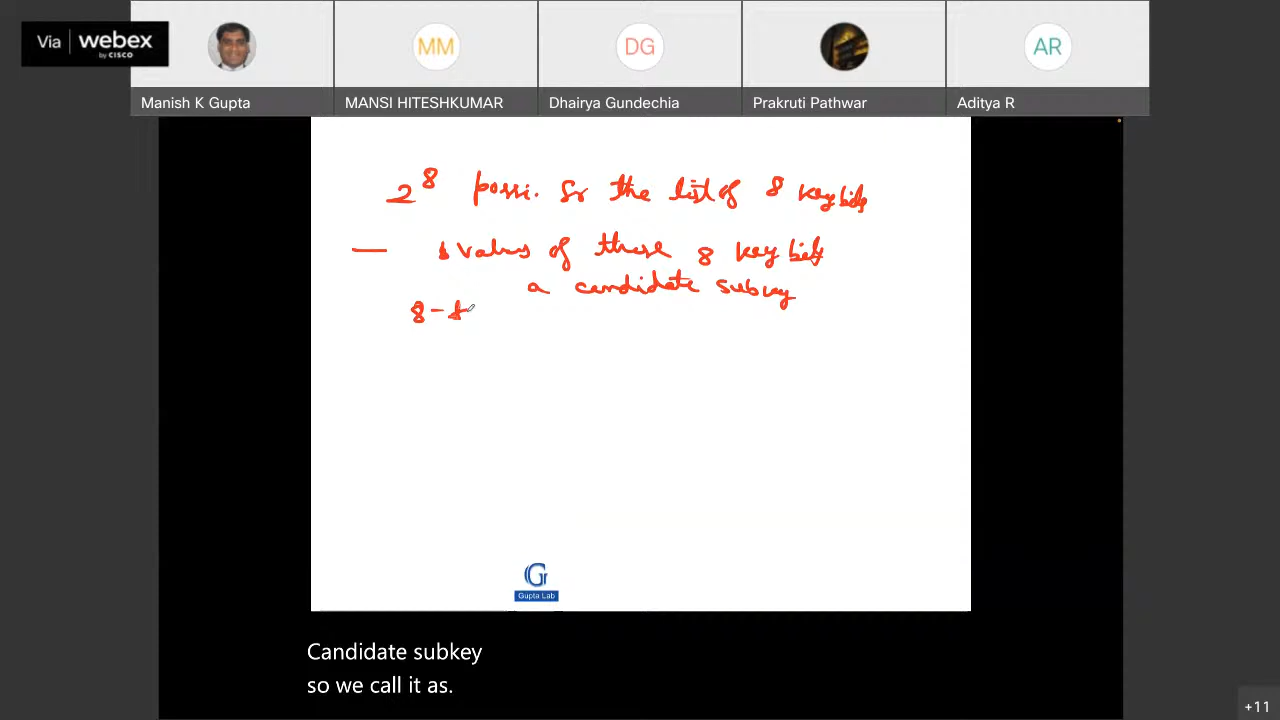 Via webex
by CISCO
MM
DG
AR
Manish K Gupta
MANSI HITESHKUMAR
Dhairya Gundechia
Prakruti Pathwar
Aditya R
2^8 possi. for the list of 8 key bits
— values of these 8 key bits
a candidate subkey
8-
G
Gupta Lab
Candidate subkey
so we call it as.
+11